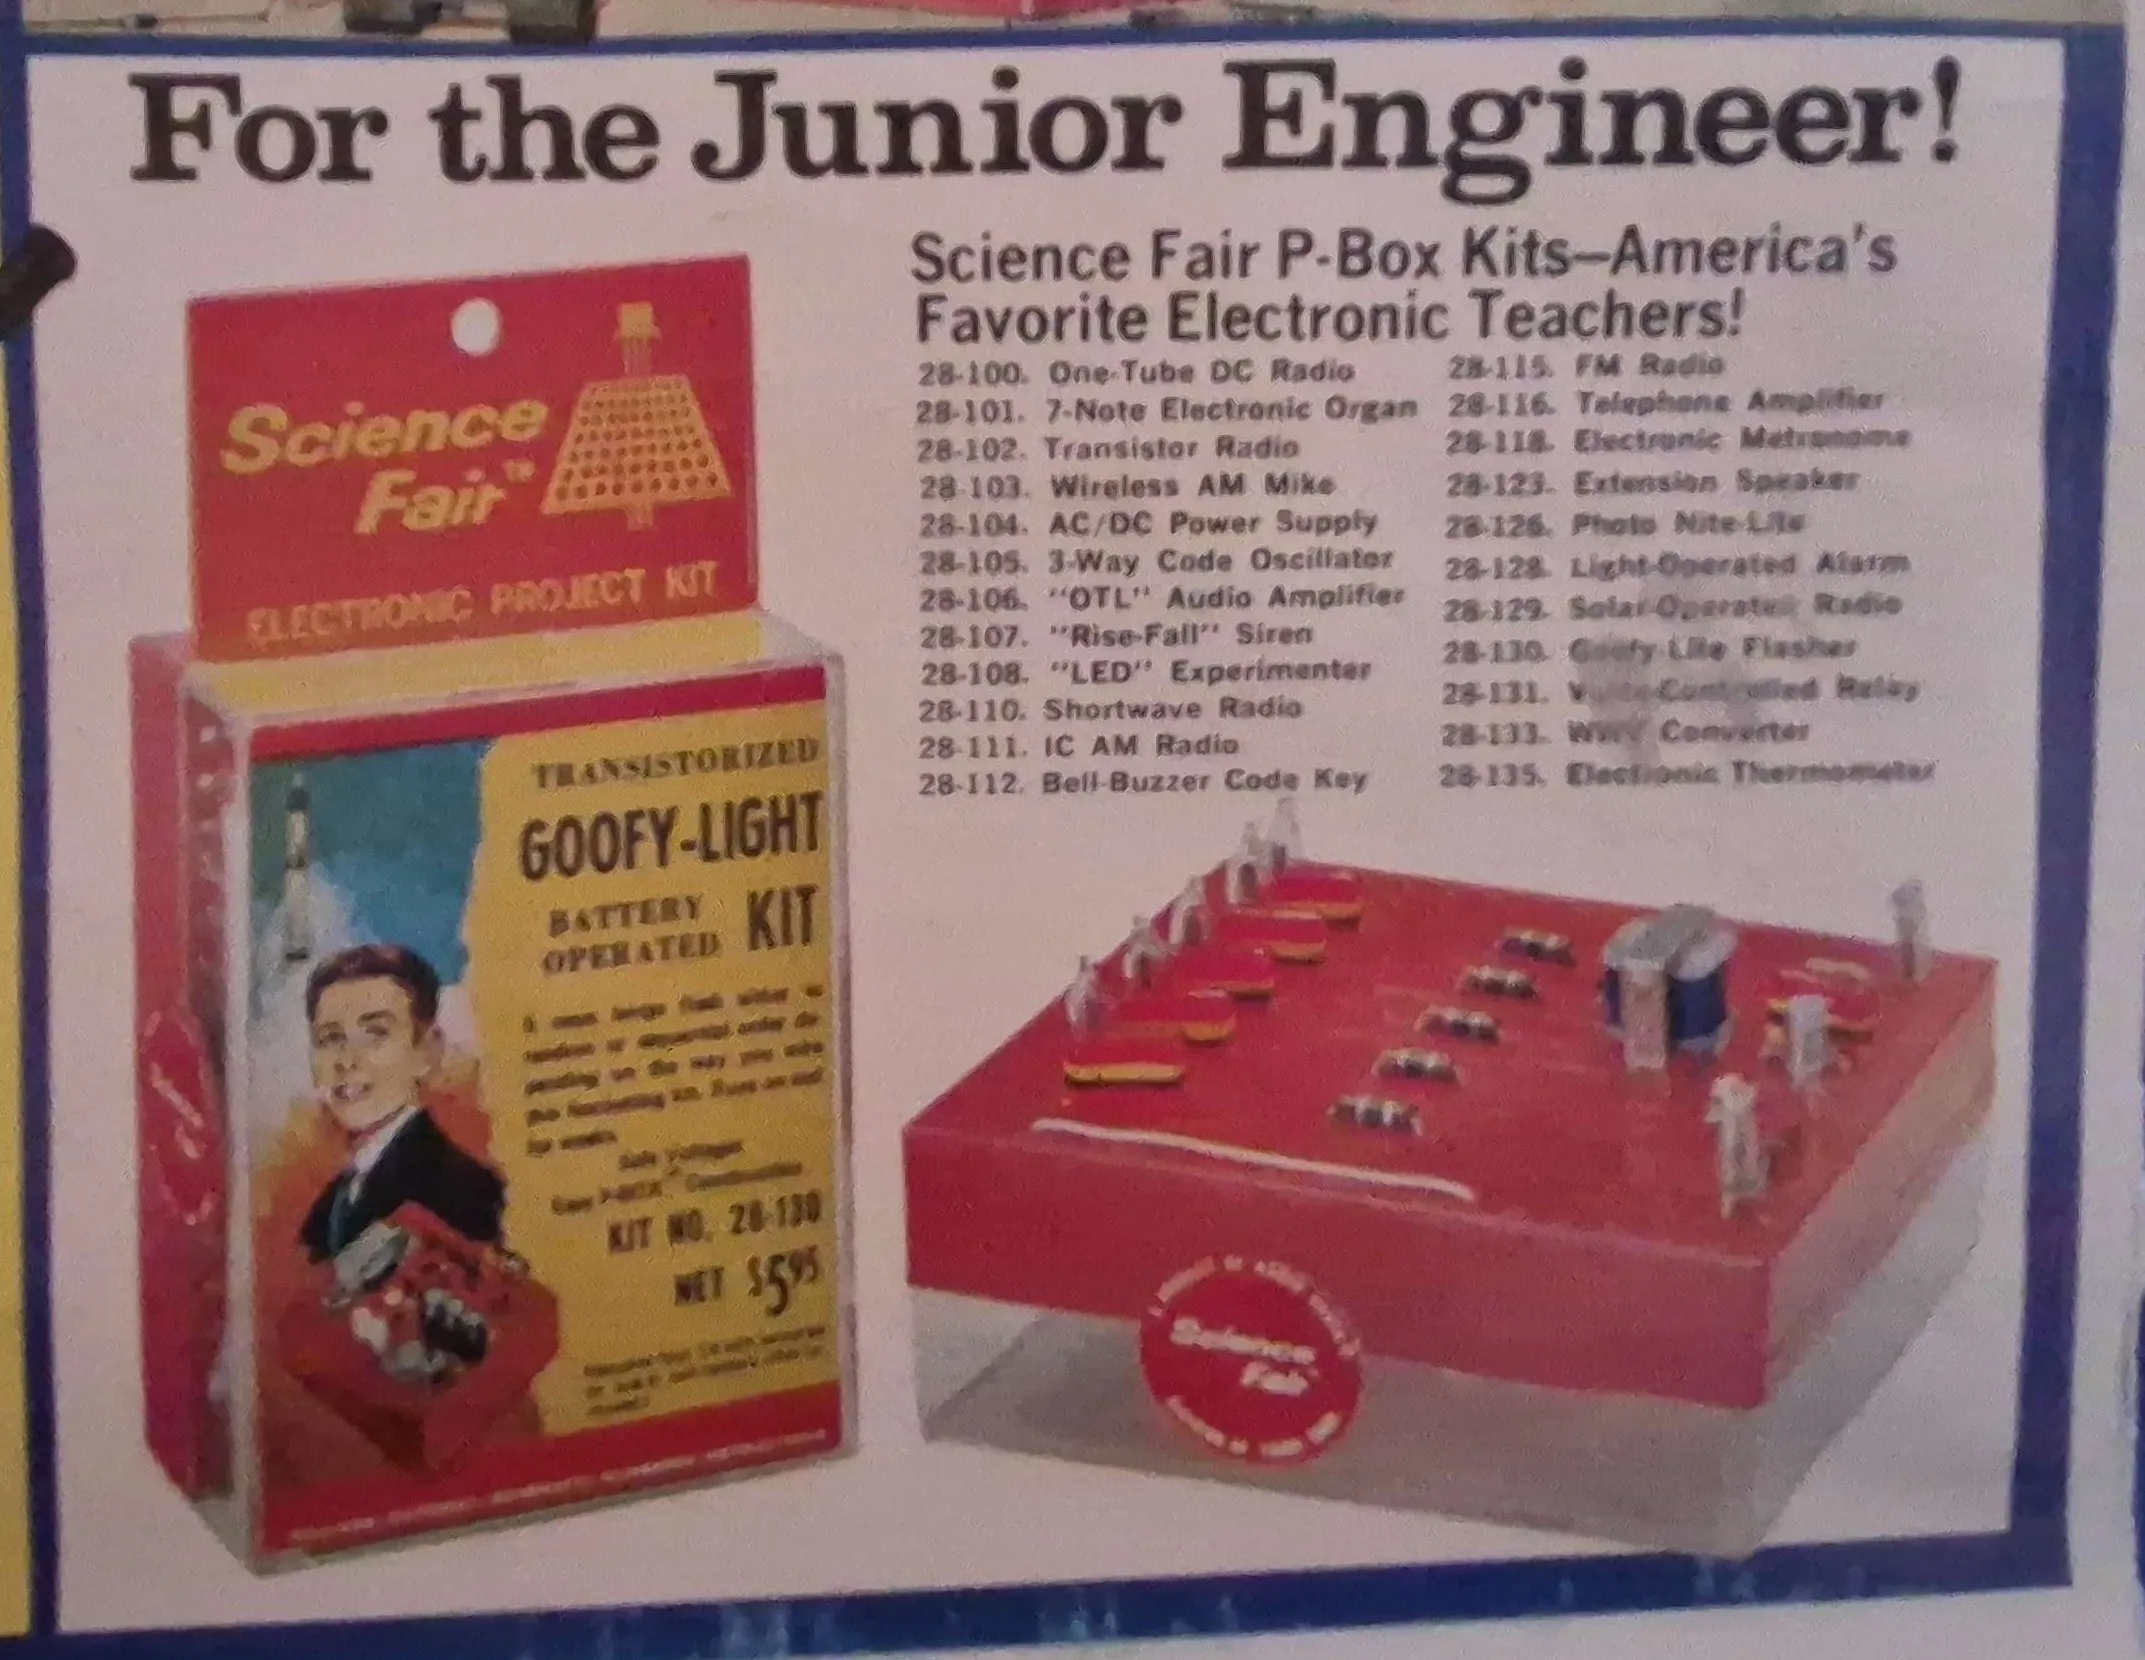 For the Junior Engineer!
Science Fair P-Box Kits—America's
Favorite Electronic Teachers!
28-100. One-Tube DC Radio
28-101. 7-Note Electronic Organ
28-102. Transistor Radio
28-103. Wireless AM Mike
28-104. AC/DC Power Supply
28-105. 3-Way Code Oscillator
28-106. "OTL" Audio Amplifier
28-107. "Rise-Fall" Siren
28-108. "LED" Experimenter
28-110. Shortwave Radio
28-111. IC AM Radio
28-112. Bell-Buzzer Code Key
28-115. FM Radio
28-116. Telephone Amplifier
28-118. Electronic Metronome
28-123. Extension Speaker
28-126. Photo Nite-Lite
28-128. Light-Operated Alarm
28-129. Solar-Operated Radio
28-130. Goofy Lite Flasher
28-131. Controlled Relay
28-133. Converter
28-135. Electronic Thermometer
Science
Fair™
ELECTRONIC PROJECT KIT
TRANSISTORIZED
GOOFY-LIGHT
BATTERY
OPERATED KIT
KIT NO. 28-130
NET $5.95
Science
Fair